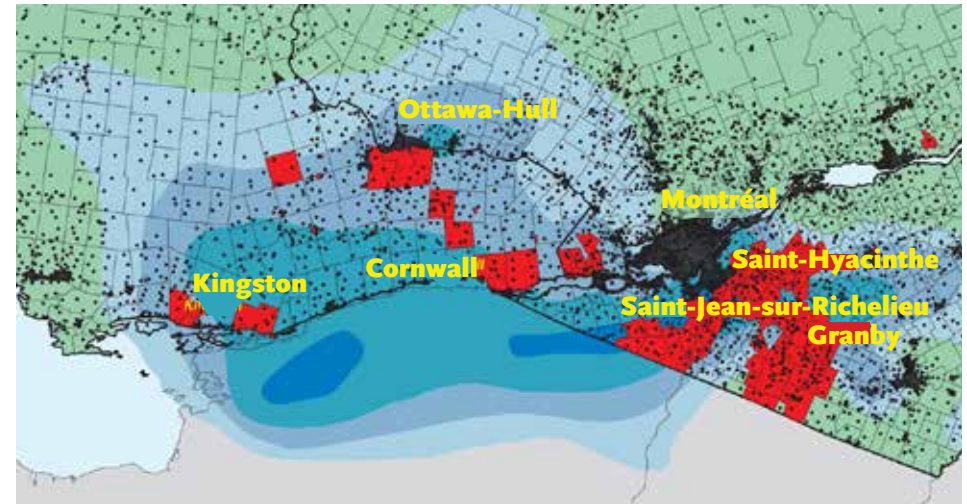 Ottawa-Hull
Montréal
Saint-Hyacinthe
Cornwall
Kingston
Saint-Jean-sur-Richelieu
Granby